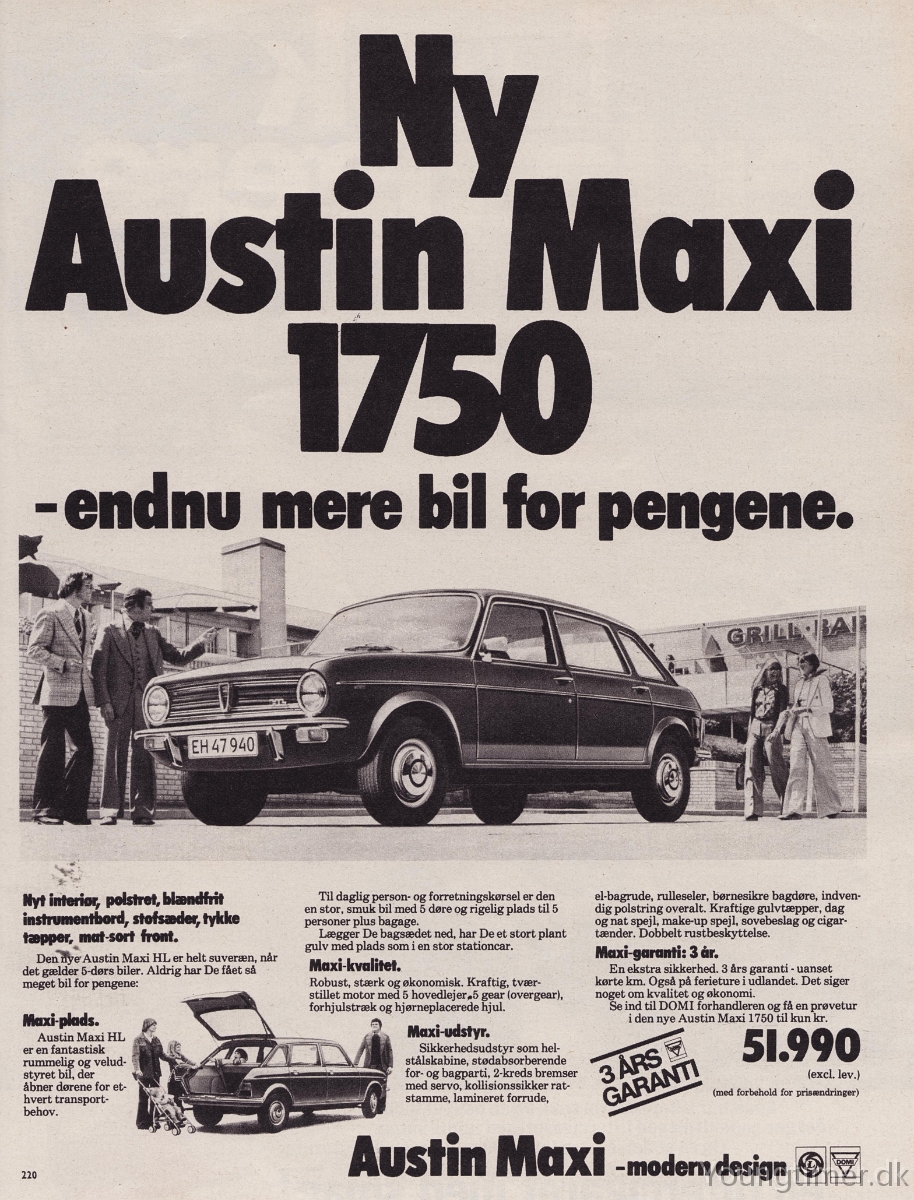 Ny
Austin Maxi
1750
-endnu mere bil for pengene.
GRILL-BAR
EH 47 940
Nyt interiør, polstret, blændfrit
instrumentbord, stofsæder, tykke
tæpper, mat-sort front.
Den nye Austin Maxi HL er helt suveræn, når
det gælder 5-dørs biler. Aldrig har De fået så
meget bil for pengene:
Maxi-plads.
Austin Maxi HL
er en fantastisk
rummelig og velud-
styret bil, der
åbner dørene for et-
hvert transport-
behov.
Til daglig person- og forretningskørsel er den
en stor, smuk bil med 5 døre og rigelig plads til 5
personer plus bagage.
Lægger De bagsædet ned, har De et stort plant
gulv med plads som i en stor stationcar.
Maxi-kvalitet.
Robust, stærk og økonomisk. Kraftig, tvær-
stillet motor med 5 hovedlejer, 5 gear (overgear),
forhjulstræk og hjørneplacerede hjul.
Maxi-udstyr.
Sikkerhedsudstyr som hel-
stålskabine, stødabsorberende
for- og bagparti, 2-kreds bremser
med servo, kollisionssikker rat-
stamme, lamineret forrude,
el-bagrude, rulleseler, børnesikre bagdøre, indven-
dig polstring overalt. Kraftige gulvtæpper, dag
og nat spejl, make-up spejl, sovebeslag og cigar-
tænder. Dobbelt rustbeskyttelse.
Maxi-garanti: 3 år.
En ekstra sikkerhed. 3 års garanti - uanset
kørte km. Også på ferieture i udlandet. Det siger
noget om kvalitet og økonomi.
Se ind til DOMI forhandleren og få en prøvetur
i den nye Austin Maxi 1750 til kun kr.
51.990
(excl. lev.)
(med forbehold for prisændringer)
3 ÅRS
GARANTI
Austin Maxi -modern design
DOMI
220
Youngtimer.dk